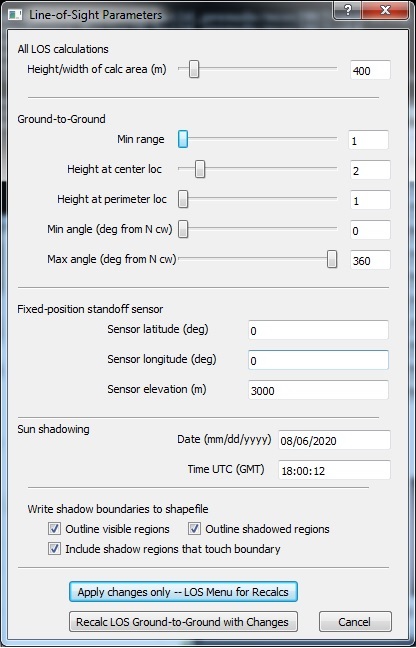 Line-of-Sight Parameters
All LOS calculations
Height/width of calc area (m) 400
Ground-to-Ground
Min range 1
Height at center loc 2
Height at perimeter loc 1
Min angle (deg from N cw) 0
Max angle (deg from N cw) 360
Fixed-position standoff sensor
Sensor latitude (deg) 0
Sensor longitude (deg) 0
Sensor elevation (m) 3000
Sun shadowing
Date (mm/dd/yyyy) 08/06/2020
Time UTC (GMT) 18:00:12
Write shadow boundaries to shapefile
Outline visible regions Outline shadowed regions
Include shadow regions that touch boundary
Apply changes only -- LOS Menu for Recalcs
Recalc LOS Ground-to-Ground with Changes Cancel